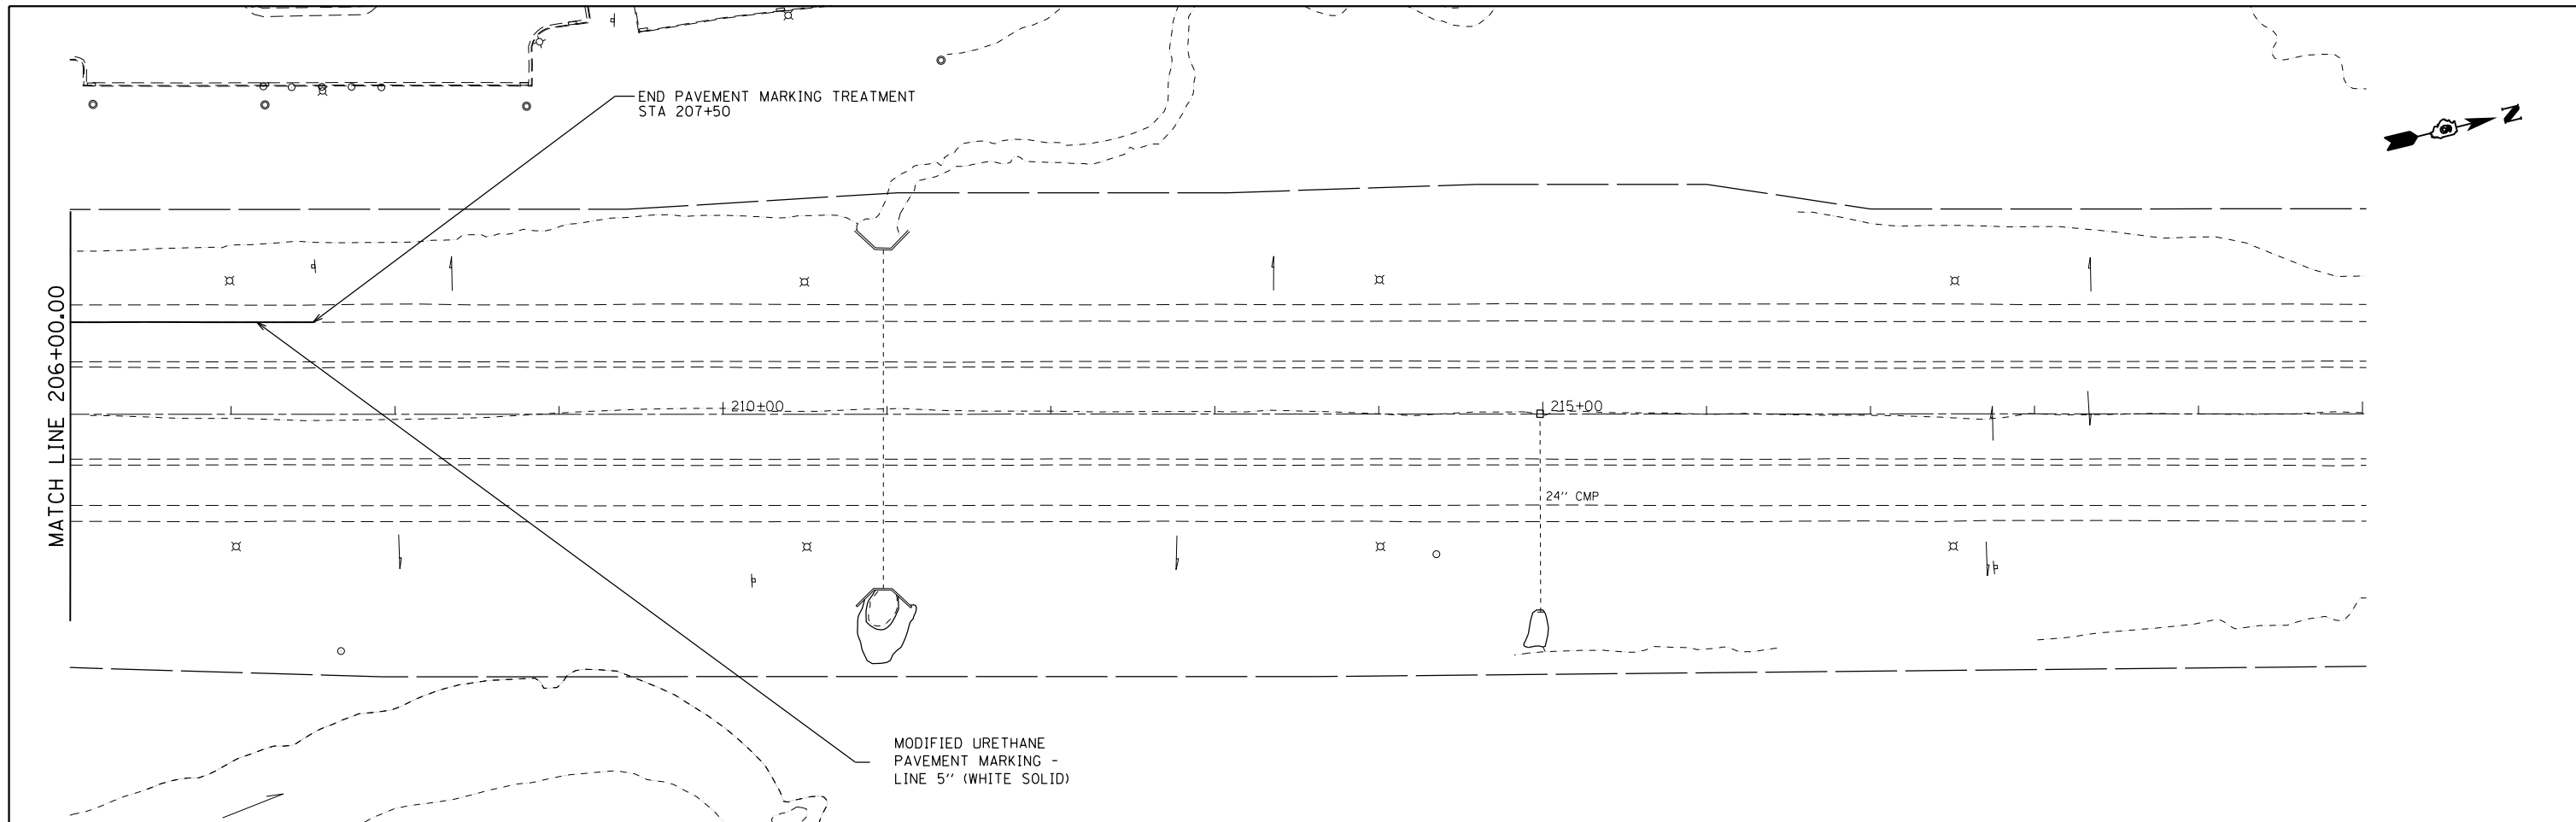 END PAVEMENT MARKING TREATMENT
STA 207+50
N
MATCH LINE 206+00.00
210+00
215+00
24'' CMP
MODIFIED URETHANE
PAVEMENT MARKING -
LINE 5'' (WHITE SOLID)